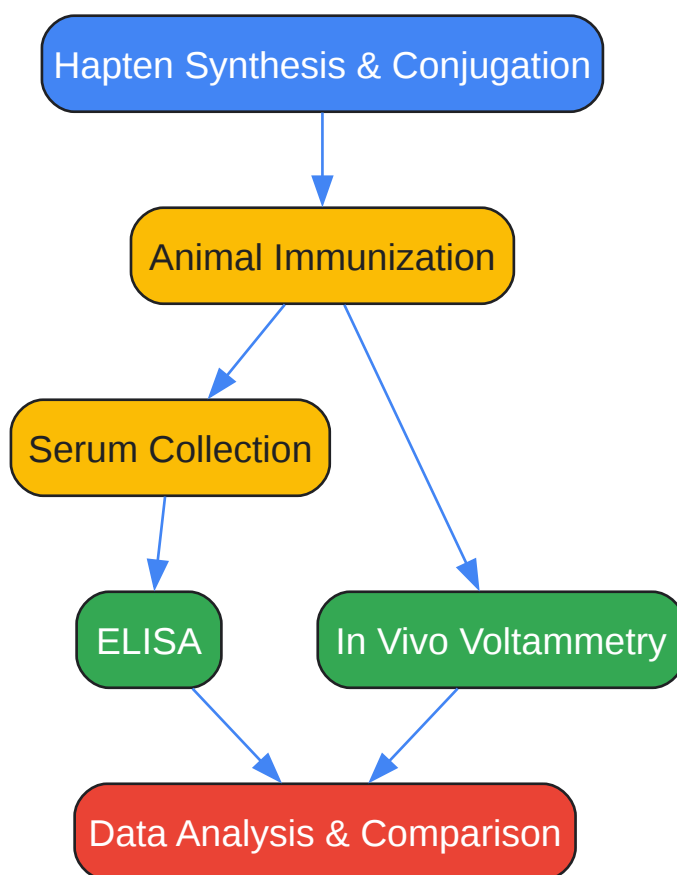 Hapten Synthesis & Conjugation
Animal Immunization
Serum Collection
ELISA
In Vivo Voltammetry
Data Analysis & Comparison